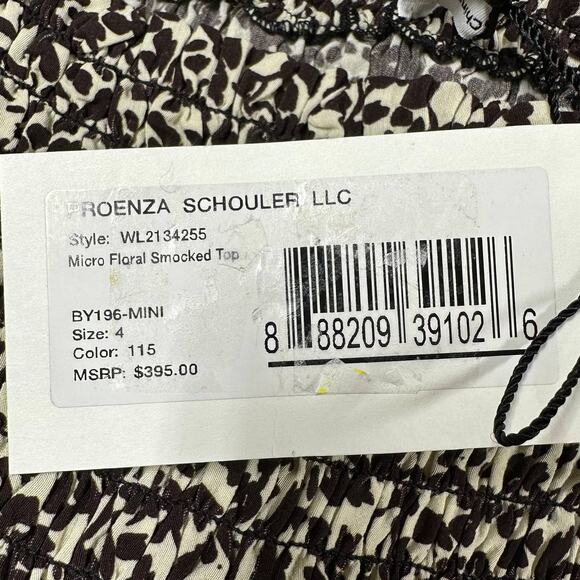 PROENZA SCHOULER LLC
Style: WL2134255
Micro Floral Smocked Top
BY196-MINI
Size: 4
Color: 115
MSRP: $395.00
8 88209 39102 6